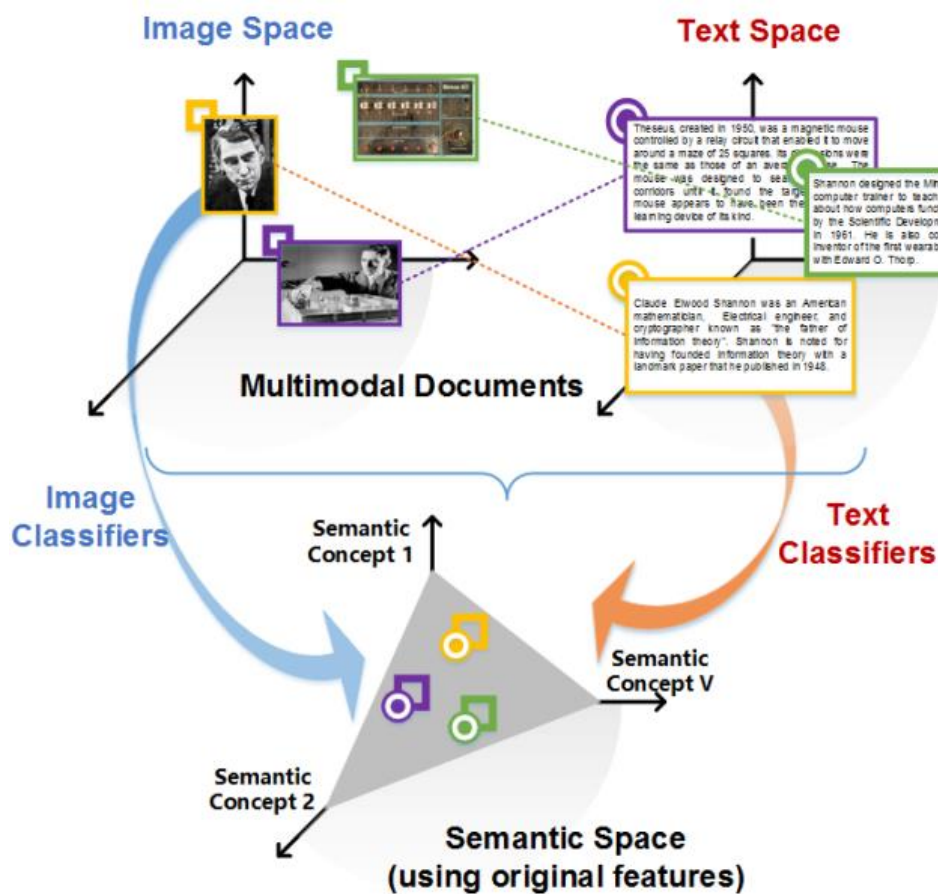 Image Space
Text Space
Theseus, created in 1950, was a magnetic mouse
controlled by a relay circuit that enabled it to move
around a maze of 25 squares. Its
were
the same as those of an
The
mouse was designed to
corridors until it found the
mouse appears to have been the
learning device of its kind.
Shannon designed the
computer trainer to teach
about how computers
by the Scientific
in 1961. He is also
inventor of the first
with Edward O. Thorp.
Claude Elwood Shannon was an American
mathematician, Electrical engineer, and
cryptographer known as "the father of
information theory". Shannon is noted for
having founded information theory with a
landmark paper that he published in 1948.
Multimodal Documents
Image
Classifiers
Text
Classifiers
Semantic
Concept 1
Semantic
Concept V
Semantic
Concept 2
Semantic Space
(using original features)